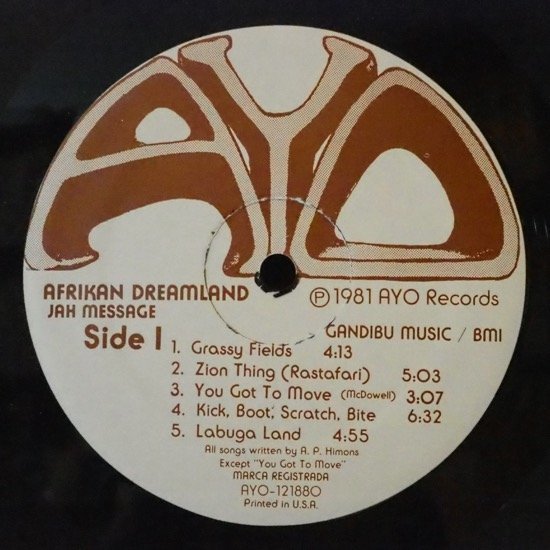 AYO
AFRIKAN DREAMLAND
JAH MESSAGE
Side I
℗ 1981 AYO Records
GANDIBU MUSIC / BMI
1. Grassy Fields 4:13
2. Zion Thing (Rastafari) 5:03
3. You Got To Move (McDowell) 3:07
4. Kick, Boot, Scratch, Bite 6:32
5. Labuga Land 4:55
All songs written by A. P. Himons
Except "You Got To Move"
MARCA REGISTRADA
AYO-121880
Printed in U.S.A.